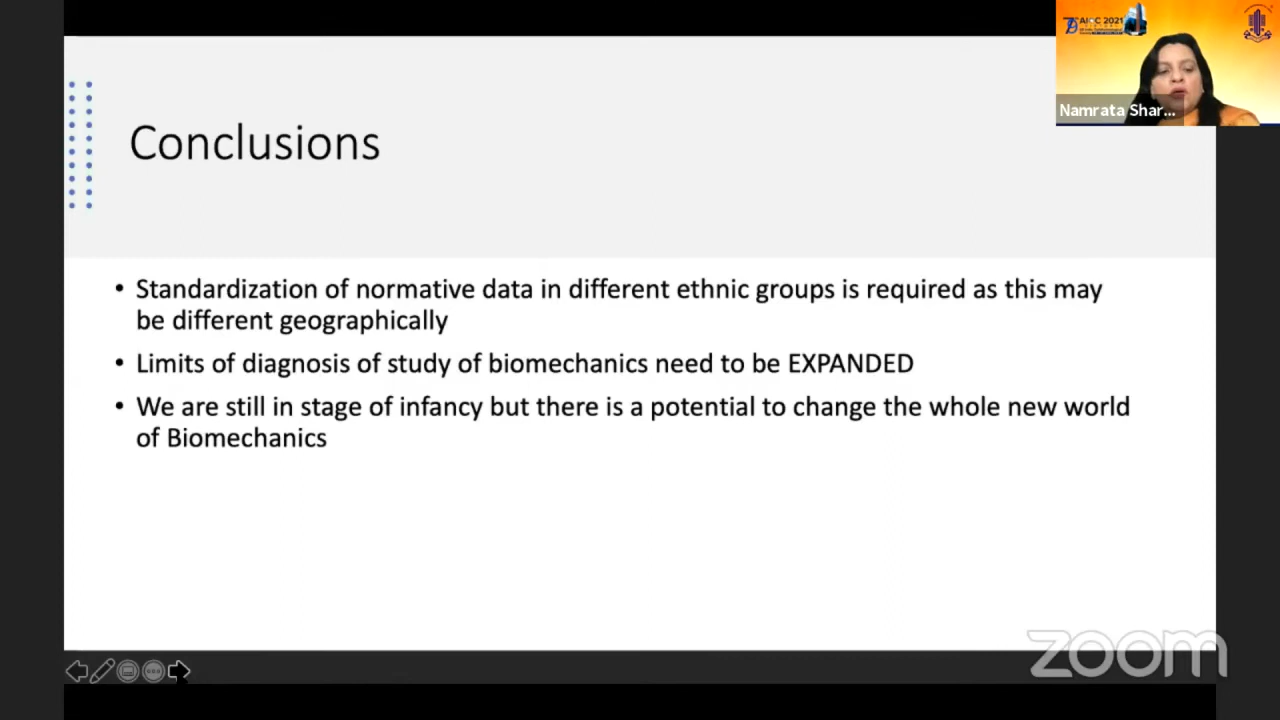 AIOC 2021
Namrata Shar...
Conclusions
• Standardization of normative data in different ethnic groups is required as this may
be different geographically
• Limits of diagnosis of study of biomechanics need to be EXPANDED
• We are still in stage of infancy but there is a potential to change the whole new world
of Biomechanics
zoom